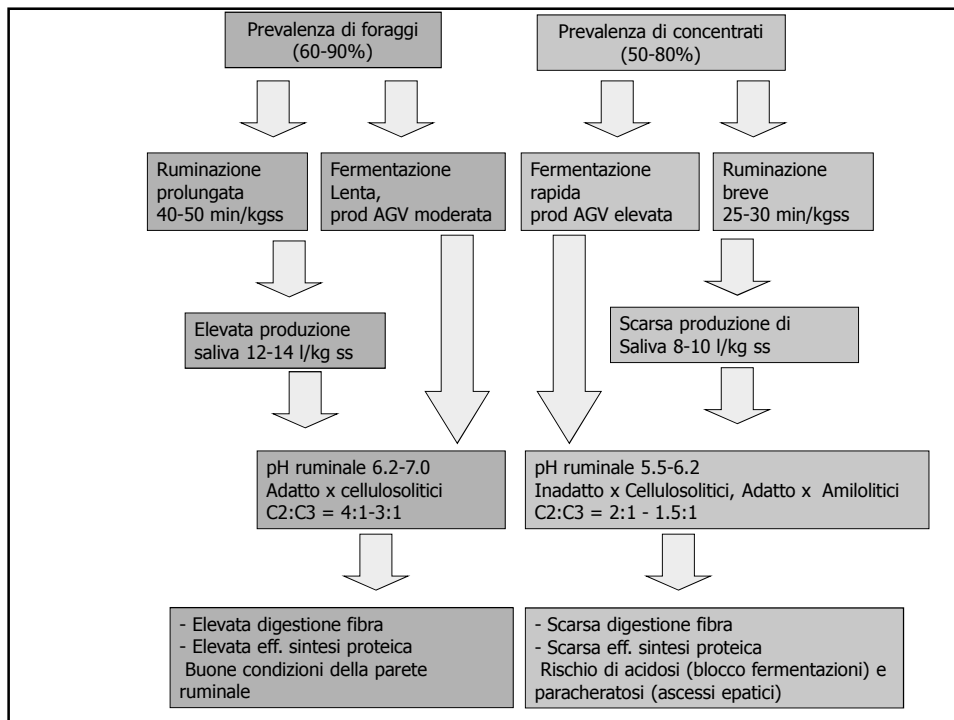 Prevalenza di foraggi
(60-90%)
Prevalenza di concentrati
(50-80%)
Ruminazione
prolungata
40-50 min/kgss
Fermentazione
Lenta,
prod AGV moderata
Fermentazione
rapida
prod AGV elevata
Ruminazione
breve
25-30 min/kgss
Elevata produzione
saliva 12-14 l/kg ss
Scarsa produzione di
Saliva 8-10 l/kg ss
pH ruminale 6.2-7.0
Adatto x cellulosolitici
C2:C3 = 4:1-3:1
pH ruminale 5.5-6.2
Inadatto x Cellulosolitici, Adatto x Amilolitici
C2:C3 = 2:1 - 1.5:1
- Elevata digestione fibra
- Elevata eff. sintesi proteica
Buone condizioni della parete
ruminale
- Scarsa digestione fibra
- Scarsa eff. sintesi proteica
Rischio di acidosi (blocco fermentazioni) e
paracheratosi (ascessi epatici)